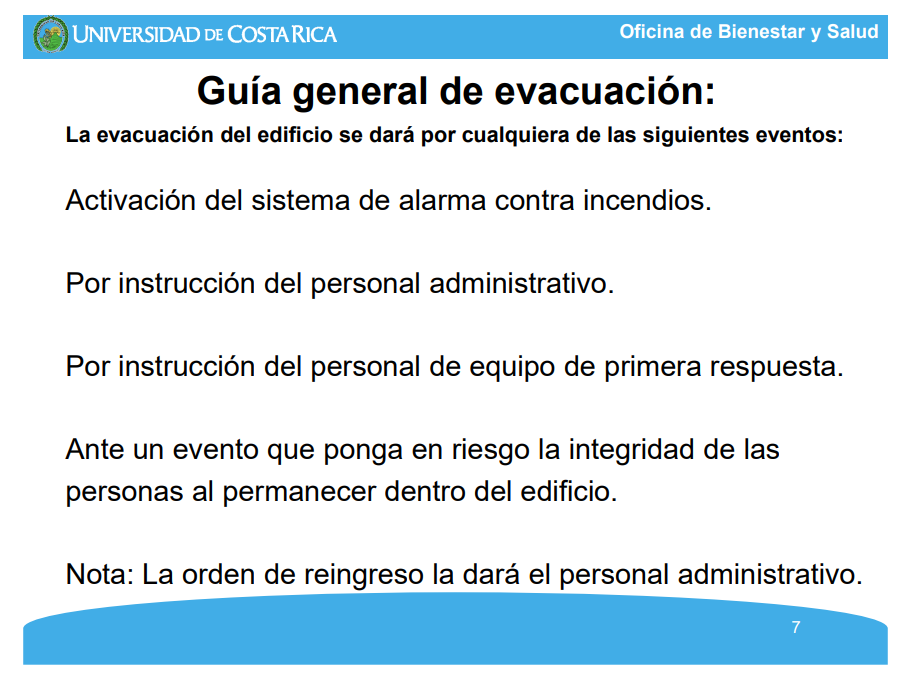 UNIVERSIDAD DE COSTA RICA
Oficina de Bienestar y Salud
Guía general de evacuación:
La evacuación del edificio se dará por cualquiera de las siguientes eventos:
Activación del sistema de alarma contra incendios.
Por instrucción del personal administrativo.
Por instrucción del personal de equipo de primera respuesta.
Ante un evento que ponga en riesgo la integridad de las
personas al permanecer dentro del edificio.
Nota: La orden de reingreso la dará el personal administrativo.
7